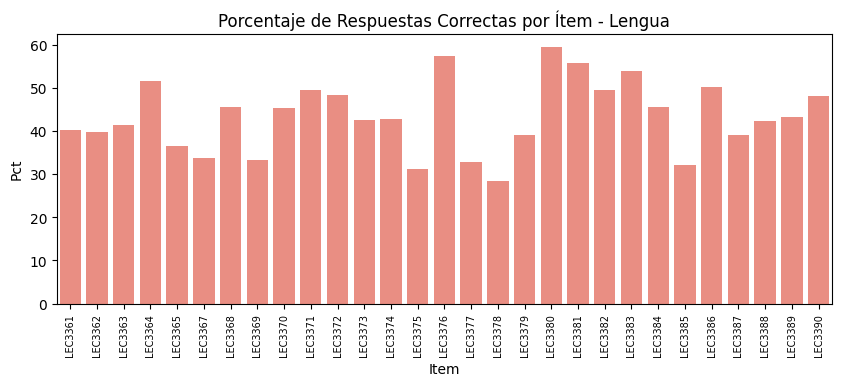 Porcentaje de Respuestas Correctas por Ítem - Lengua
60
50
40
30
20
10
0
Pct
LEC3361
LEC3362
LEC3363
LEC3364
LEC3365
LEC3367
LEC3368
LEC3369
LEC3370
LEC3371
LEC3372
LEC3373
LEC3374
LEC3375
LEC3376
LEC3377
LEC3378
LEC3379
LEC3380
LEC3381
LEC3382
LEC3383
LEC3384
LEC3385
LEC3386
LEC3387
LEC3388
LEC3389
LEC3390
Item